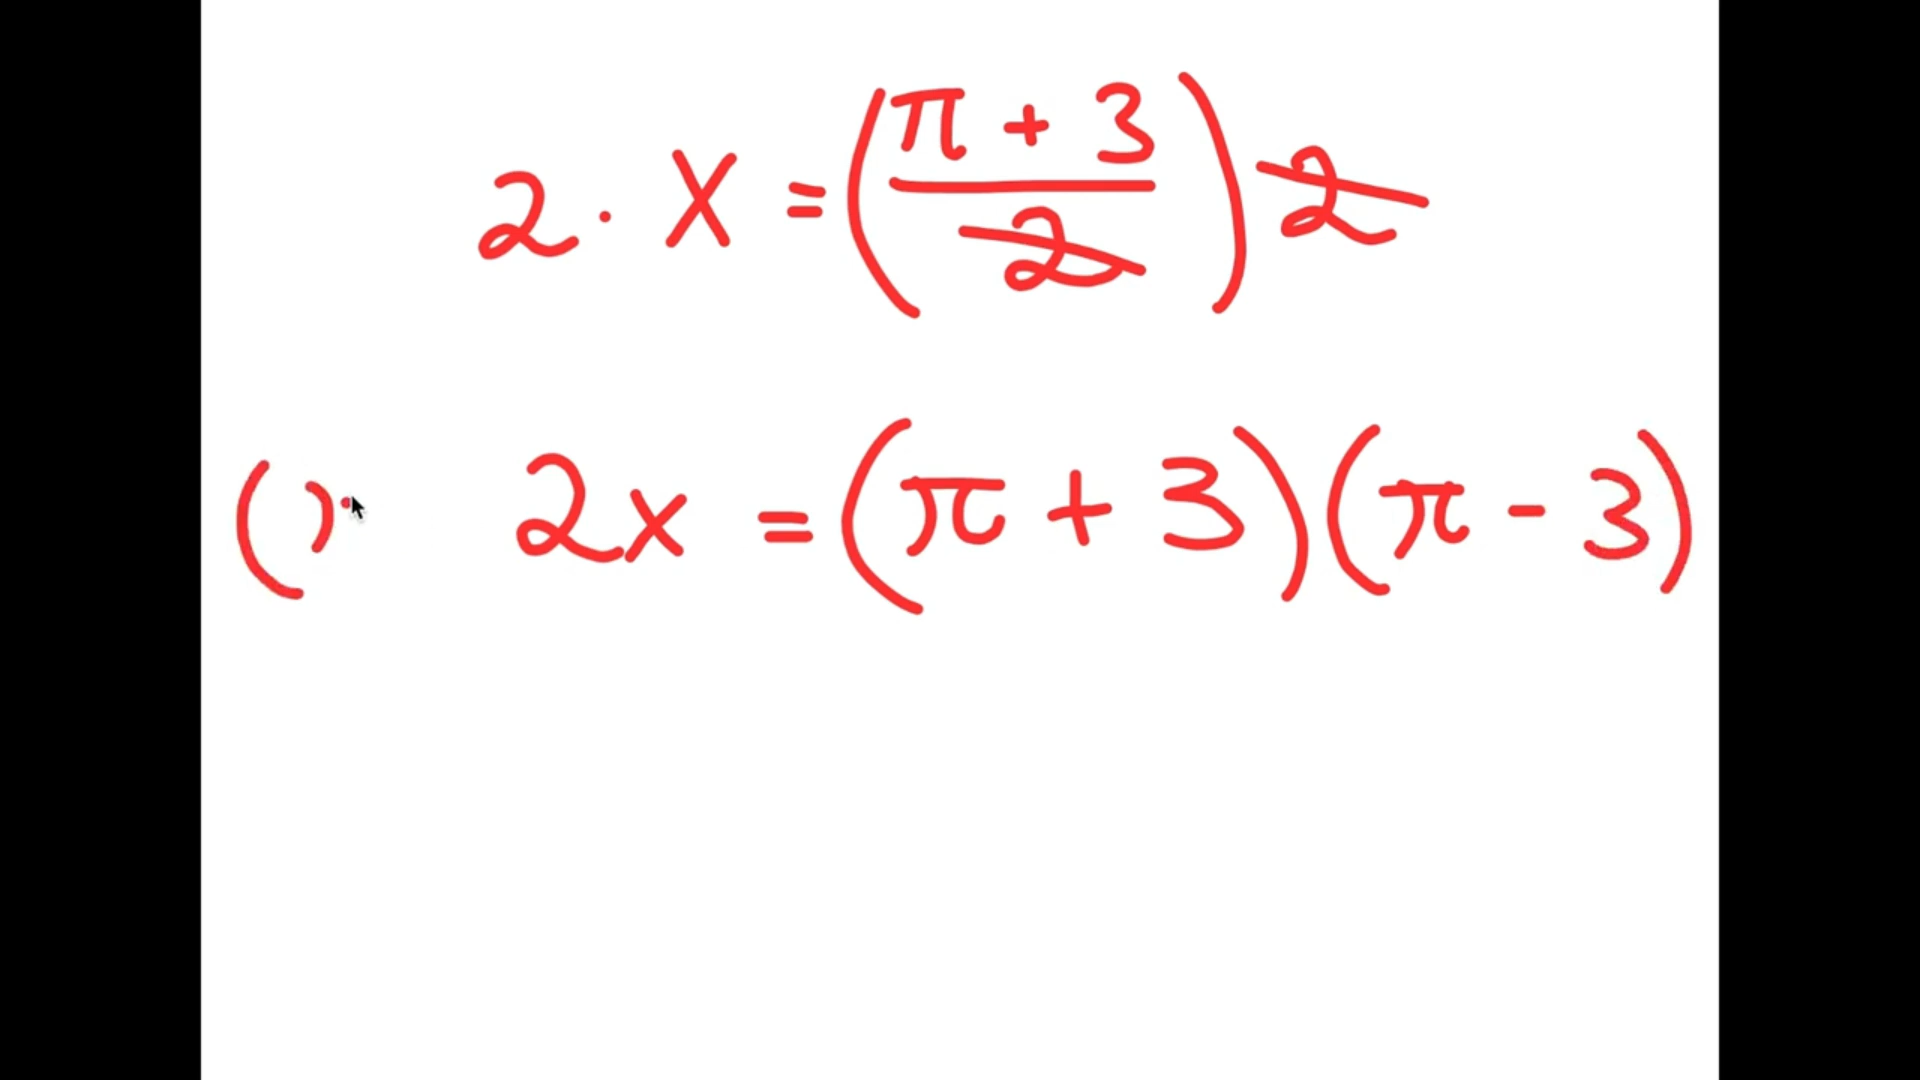 2 · x = (π + 3 / 2) 2
( ) 2x = (π + 3)(π - 3)